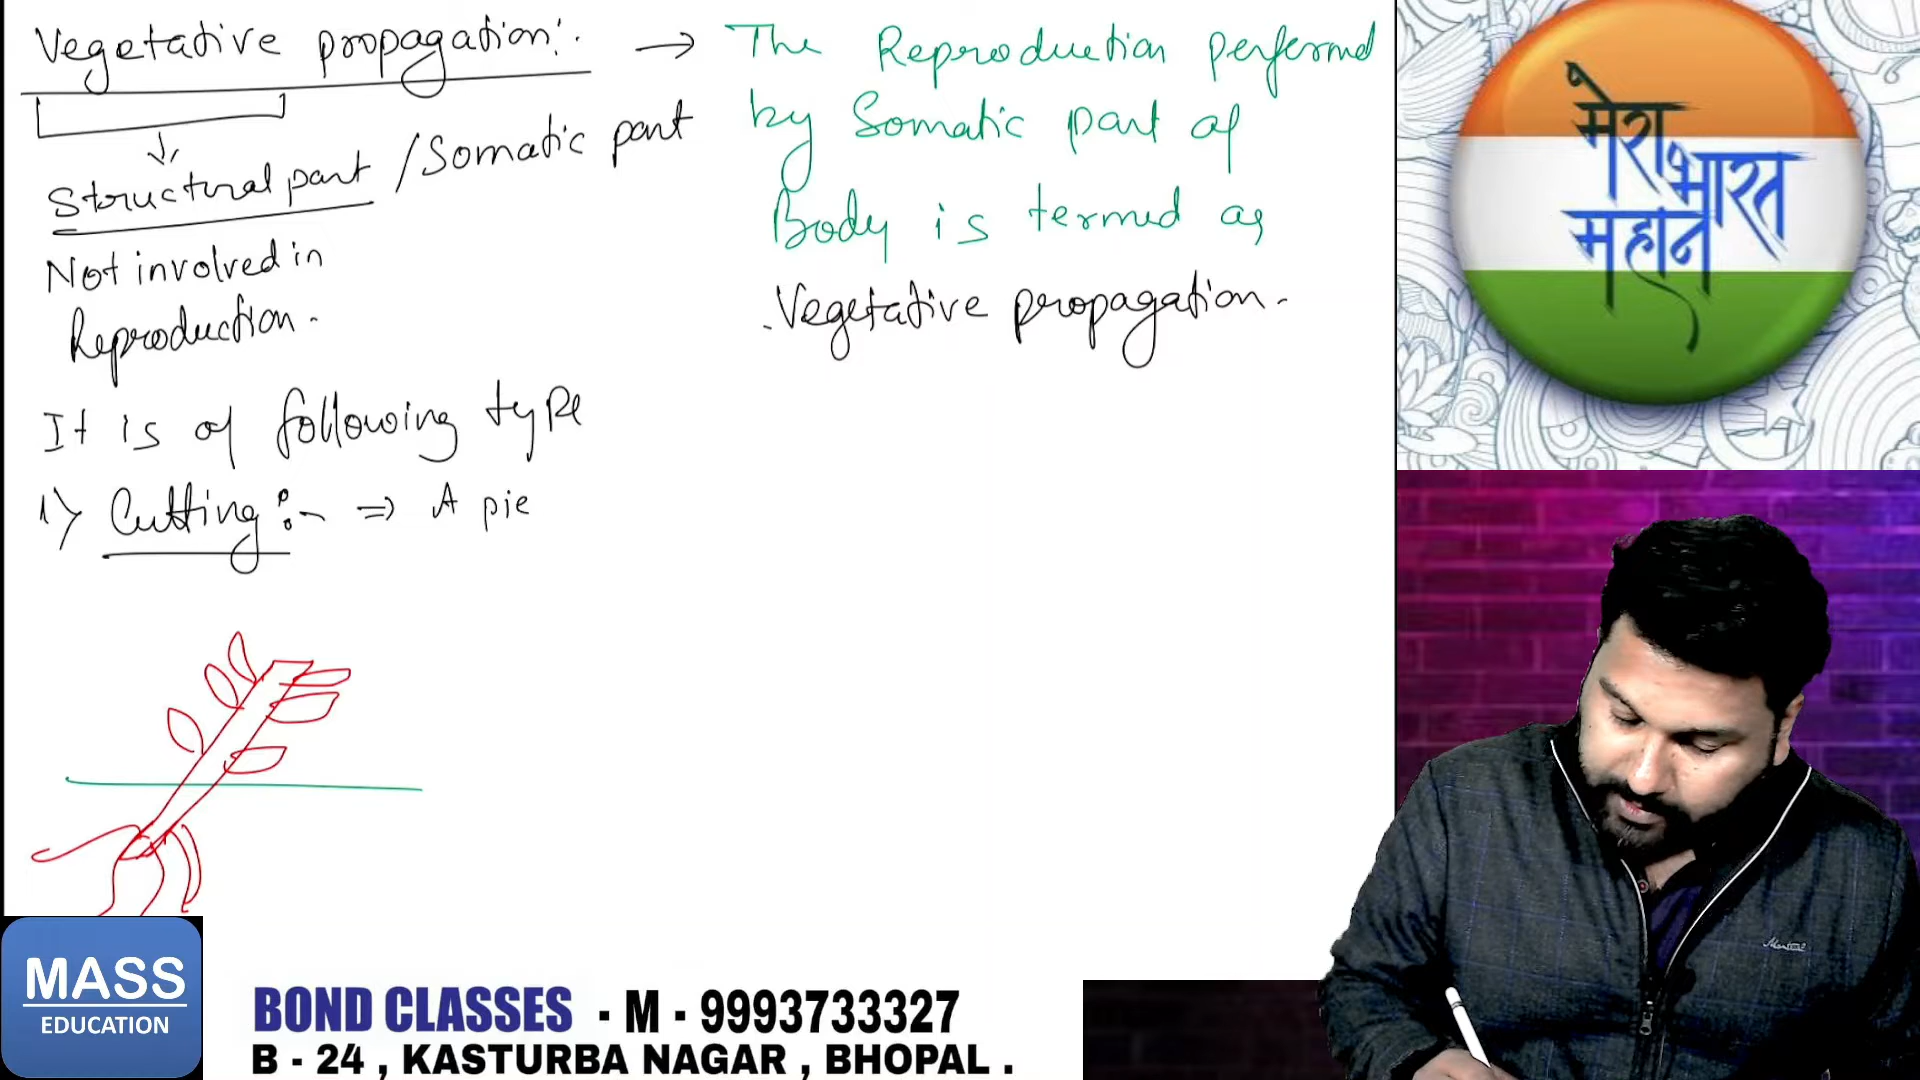 Vegetative propagation:- → The Reproduction performed
by Somatic part of
Body is termed as
Vegetative propagation.
Structural part / Somatic part
Not involved in
Reproduction.
It is of following type
1) Cutting :- ⇒ A pie
मेरा
भारत
महान
MASS
EDUCATION
BOND CLASSES - M - 9993733327
B - 24 , KASTURBA NAGAR , BHOPAL .